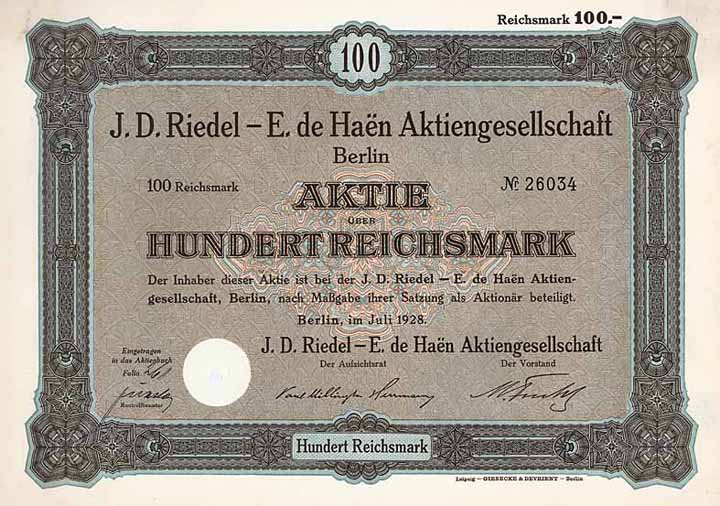 Reichsmark 100.–
100
J. D. Riedel – E. de Haën Aktiengesellschaft
Berlin
100 Reichsmark
№ 26034
AKTIE
ÜBER
HUNDERT REICHSMARK
Der Inhaber dieser Aktie ist bei der J. D. Riedel – E. de Haën Aktien-
gesellschaft, Berlin, nach Maßgabe ihrer Satzung als Aktionär beteiligt.
Berlin, im Juli 1928.
J. D. Riedel – E. de Haën Aktiengesellschaft
Der Aufsichtsrat
Der Vorstand
Eingetragen
in das Aktienbuch
Folio
Kontrollbeamter
Hundert Reichsmark
Leipzig — GIESECKE & DEVRIENT — Berlin